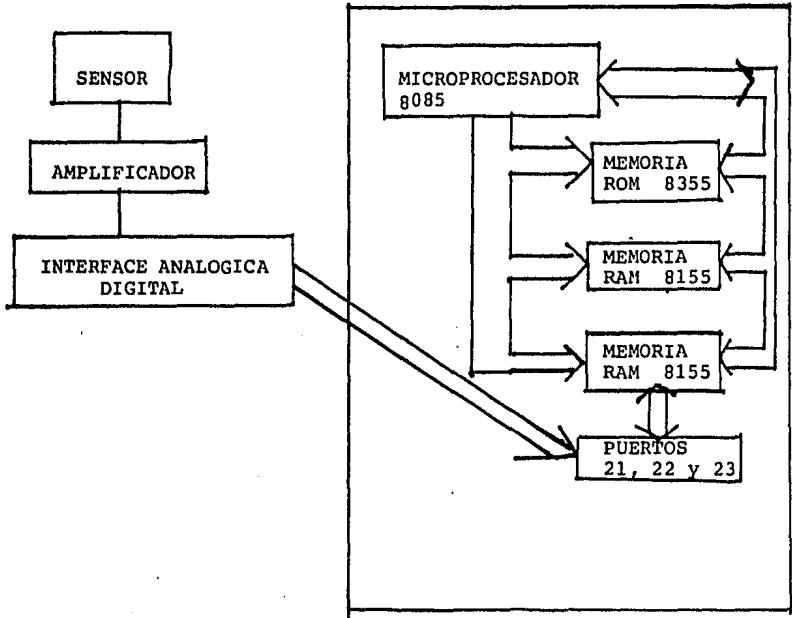 SENSOR
AMPLIFICADOR
INTERFACE ANALOGICA
DIGITAL
MICROPROCESADOR
8085
MEMORIA
ROM 8355
MEMORIA
RAM 8155
MEMORIA
RAM 8155
PUERTOS
21, 22 y 23